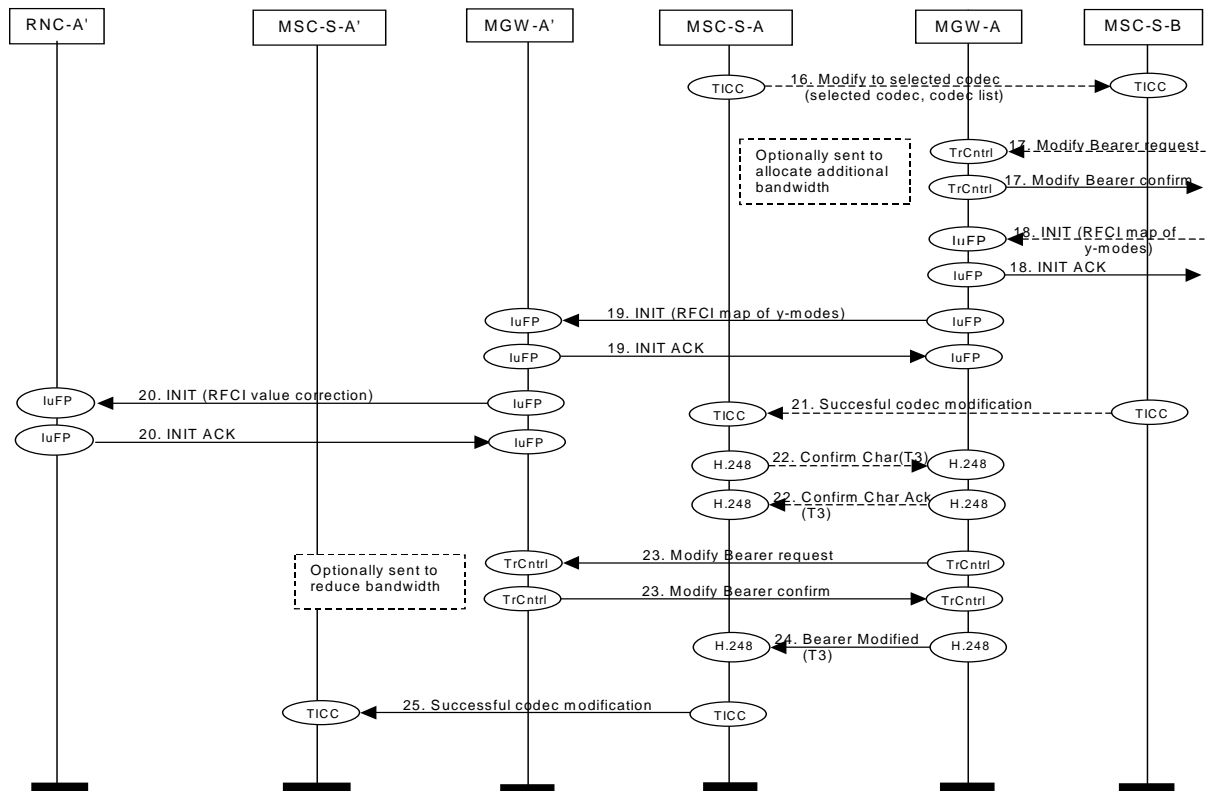 RNC-A'
MSC-S-A'
MGW-A'
MSC-S-A
MGW-A
MSC-S-B
TICC
16. Modify to selected codec
(selected codec, codec list)
TICC
Optionally sent to
allocate additional
bandwidth
TrCntrl
17. Modify Bearer request
TrCntrl
17. Modify Bearer confirm
IuFP
18. INIT (RFCI map of
y-modes)
IuFP
18. INIT ACK
IuFP
19. INIT (RFCI map of y-modes)
IuFP
IuFP
19. INIT ACK
IuFP
IuFP
20. INIT (RFCI value correction)
IuFP
TICC
21. Succesful codec modification
TICC
IuFP
20. INIT ACK
IuFP
H.248
22. Confirm Char(T3)
H.248
H.248
22. Confirm Char Ack
(T3)
H.248
Optionally sent to
reduce bandwidth
TrCntrl
23. Modify Bearer request
TrCntrl
TrCntrl
23. Modify Bearer confirm
TrCntrl
H.248
24. Bearer Modified
(T3)
H.248
TICC
25. Successful codec modification
TICC